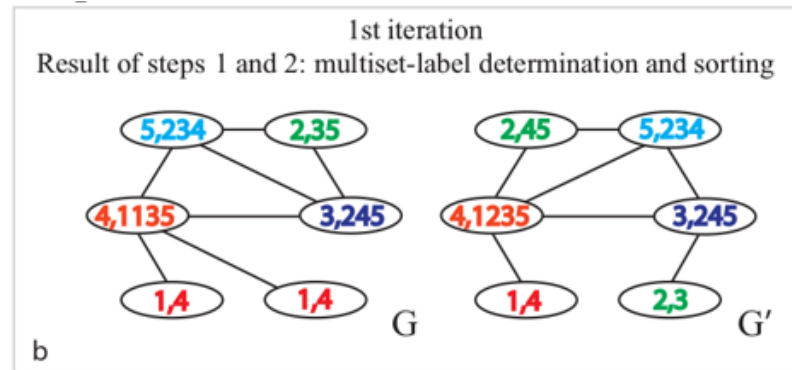 1st iteration
Result of steps 1 and 2: multiset-label determination and sorting
5,234 2,35 2,45 5,234
4,1135 3,245 4,1235 3,245
1,4 1,4 G 1,4 2,3 G′
b